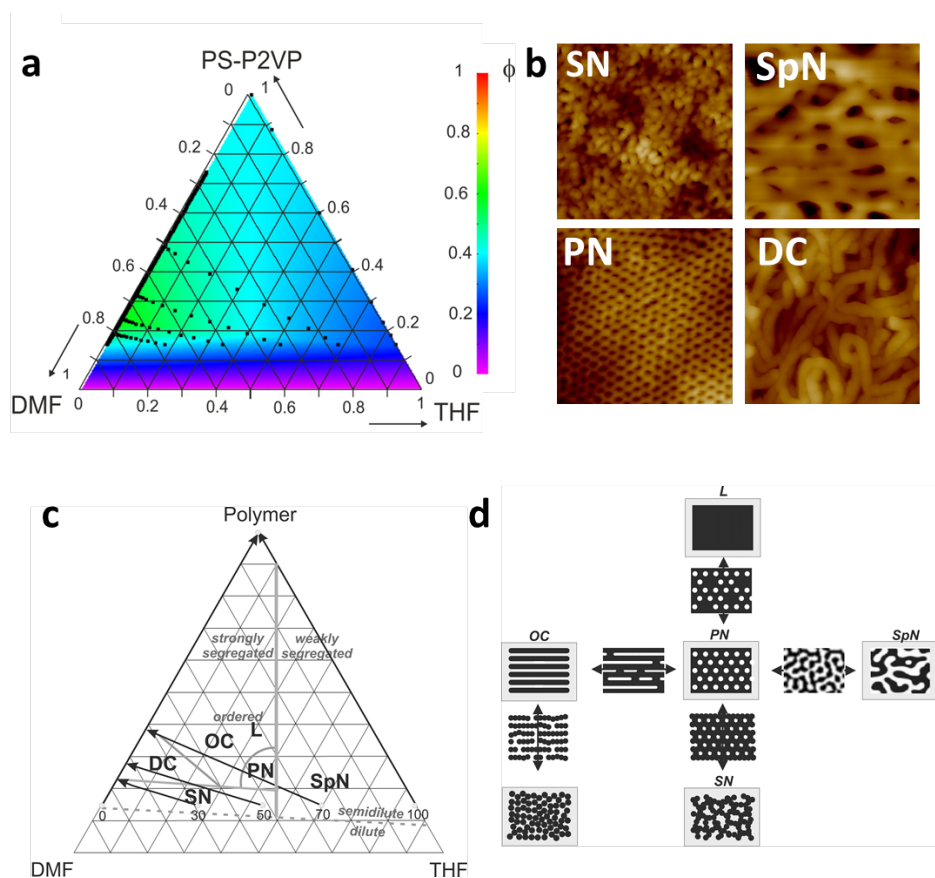 a
PS-P2VP
ϕ
0
1
1
0.2
0.8
0.8
0.4
0.6
0.6
0.6
0.4
0.4
0.8
0.2
0.2
1
0
0
DMF
0
0.2
0.4
0.6
0.8
1
THF
b
SN
SpN
PN
DC
c
Polymer
strongly
segregated
weakly
segregated
ordered
L
OC
DC
PN
SpN
SN
0
30
50
70
100
semidilute
dilute
DMF
THF
d
L
OC
PN
SpN
SN